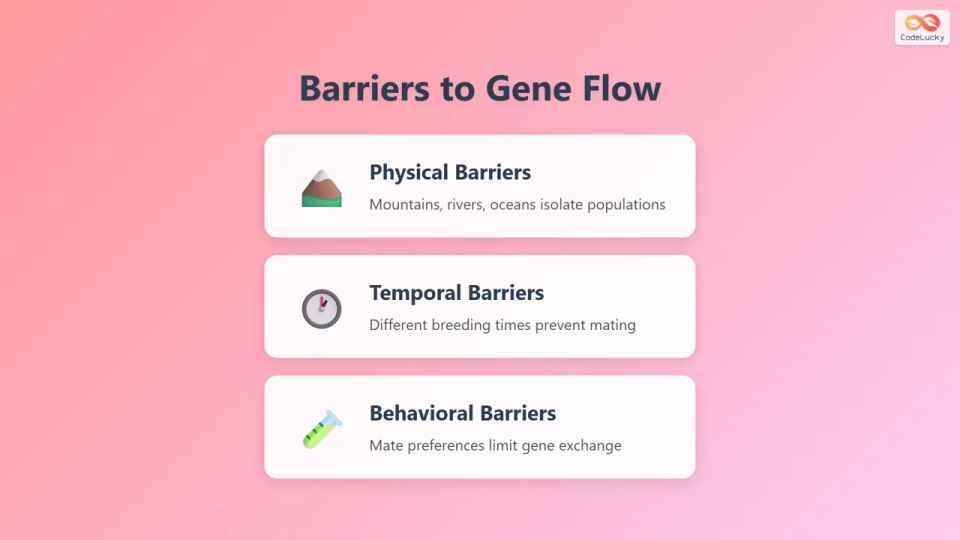 CodeLucky
Barriers to Gene Flow
Physical Barriers
Mountains, rivers, oceans isolate populations
Temporal Barriers
Different breeding times prevent mating
Behavioral Barriers
Mate preferences limit gene exchange